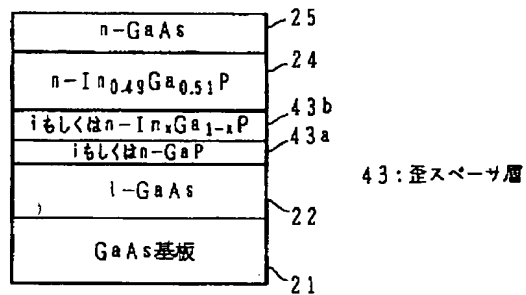 n-GaAs
25
n-In0.49Ga0.51P
24
iもしくはn-InxGa1-xP
43b
iもしくはn-GaP
43a
i-GaAs
22
43:歪スペーサ層
GaAs基板
21